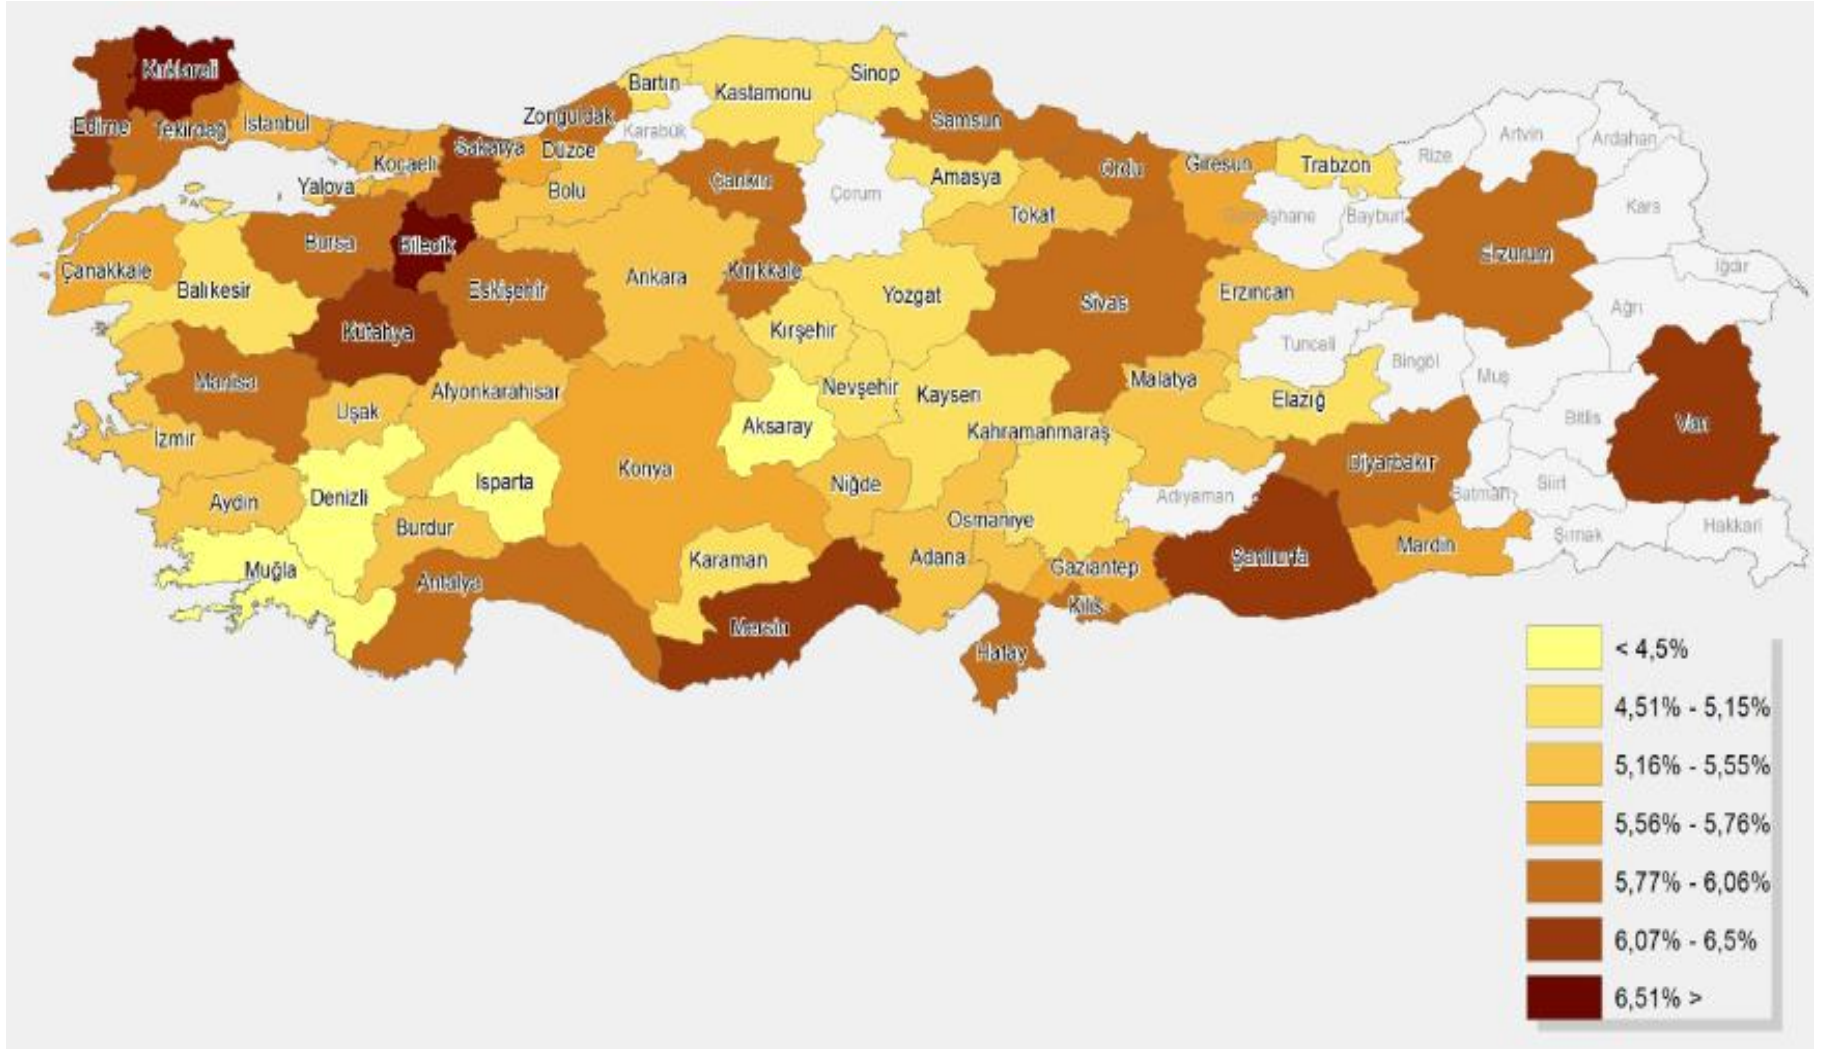 Kırklareli
Edirne
Tekirdağ
İstanbul
Kocaeli
Yalova
Sakarya
Düzce
Zonguldak
Bartın
Karabük
Kastamonu
Sinop
Samsun
Ordu
Giresun
Trabzon
Rize
Artvin
Ardahan
Bolu
Çankırı
Çorum
Amasya
Tokat
Gümüşhane
Bayburt
Erzurum
Kars
Iğdır
Ağrı
Çanakkale
Balıkesir
Bursa
Bilecik
Eskişehir
Ankara
Kırıkkale
Yozgat
Sivas
Erzincan
Tunceli
Bingöl
Muş
Bitlis
Van
Kütahya
Kırşehir
Manisa
Uşak
Afyonkarahisar
Nevşehir
Kayseri
Malatya
Elazığ
İzmir
Aksaray
Kahramanmaraş
Diyarbakır
Aydın
Denizli
Isparta
Konya
Niğde
Adıyaman
Batman
Siirt
Şırnak
Hakkari
Burdur
Osmaniye
Muğla
Antalya
Karaman
Adana
Gaziantep
Şanlıurfa
Mardin
Mersin
Kilis
Hatay
< 4,5%
4,51% - 5,15%
5,16% - 5,55%
5,56% - 5,76%
5,77% - 6,06%
6,07% - 6,5%
6,51% >